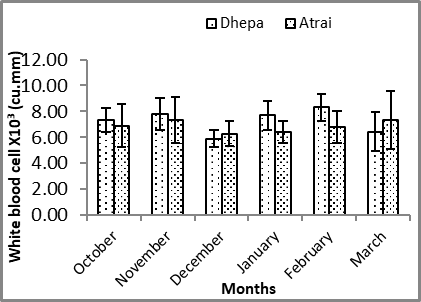 Dhepa Atrai
White blood cell X10³ (cu.mm)
12.00
10.00
8.00
6.00
4.00
2.00
0.00
October November December January February March
Months